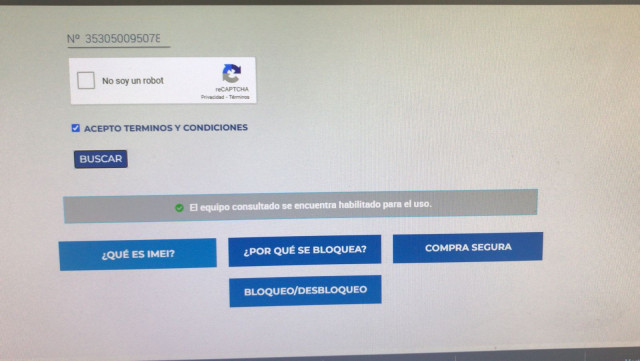 Nº 35305009507E
No soy un robot
reCAPTCHA
Privacidad - Términos
ACEPTO TERMINOS Y CONDICIONES
BUSCAR
El equipo consultado se encuentra habilitado para el uso.
¿QUÉ ES IMEI?
¿POR QUÉ SE BLOQUEA?
COMPRA SEGURA
BLOQUEO/DESBLOQUEO